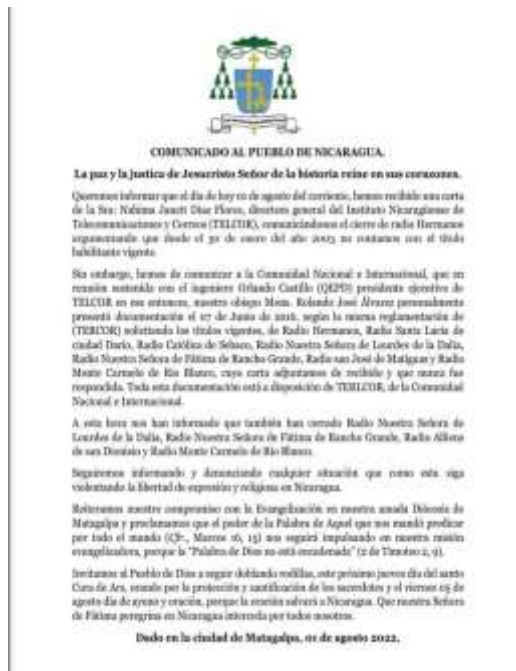 COMUNICADO AL PUEBLO DE NICARAGUA.
La paz y la justica de Jesucristo Señor de la historia reine en sus corazones.
Queremos informar que el día de hoy 01 de agosto del corriente, hemos recibido una carta
de la Sra: Nahima Janett Díaz Flores, directora general del Instituto Nicaragüense de
Telecomunicaciones y Correos (TELCOR), comunicándonos el cierre de radio Hermanos
argumentando que desde el 30 de enero del año 2003 no contamos con el título
habilitante vigente.
Sin embargo, hemos de comunicar a la Comunidad Nacional e Internacional, que en
reunión sostenida con el ingeniero Orlando Castillo (QEPD) presidente ejecutivo de
TELCOR en ese entonces, nuestro obispo Mons. Rolando José Álvarez personalmente
presentó documentación el 07 de Junio de 2016, según la misma reglamentación de
solicitando los títulos vigentes, de Radio Hermanos, Radio Santa Lucía de
ciudad Darío, Radio Católica de Sébaco, Radio Nuestra Señora de Lourdes de la Dalia,
Radio Nuestra Señora de Fátima de Rancho Grande, Radio san José de Matiguas y Radio
Monte Carmelo de Río Blanco, cuya carta adjuntamos de recibido y que nunca fue
respondida. Toda esta documentación está a disposición de de la Comunidad
Nacional e Internacional.
A esta hora nos han informado que también han cerrado Radio Nuestra Señora de
Lourdes de la Dalia, Radio Nuestra Señora de Fátima de Rancho Grande, Radio Alliens
de san Dionisio y Radio Monte Carmelo de Río Blanco.
Seguiremos informando y denunciando cualquier situación que como esta siga
violentando la libertad de expresión y religiosa en Nicaragua.
Reiteramos nuestro compromiso con la Evangelización en nuestra amada Diócesis de
Matagalpa y proclamamos que el poder de la Palabra de Aquel que nos mandó predicar
por todo el mundo (Cfr., Marcos 16, 15) nos seguirá impulsando en nuestra misión
evangelizadora, porque la “Palabra de Dios no está encadenada” (2 de Timoteo 2, 9).
Invitamos al Pueblo de Dios a seguir doblando rodillas, este próximo jueves día del santo
Cura de Ars, orando por la protección y santificación de los sacerdotes y el viernes 05 de
agosto día de ayuno y oración, porque la oración salvará a Nicaragua. Que nuestra Señora
de Fátima peregrina en Nicaragua interceda por todos nosotros.
Dado en la ciudad de Matagalpa, 01 de agosto 2022.